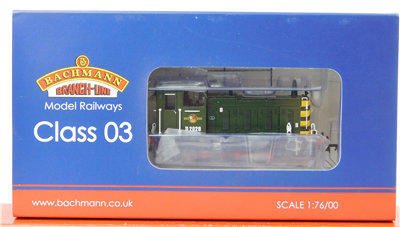 BACHMANN
BRANCH-LINE
Model Railways
Class 03
D2028
www.bachmann.co.uk
SCALE 1:76/00